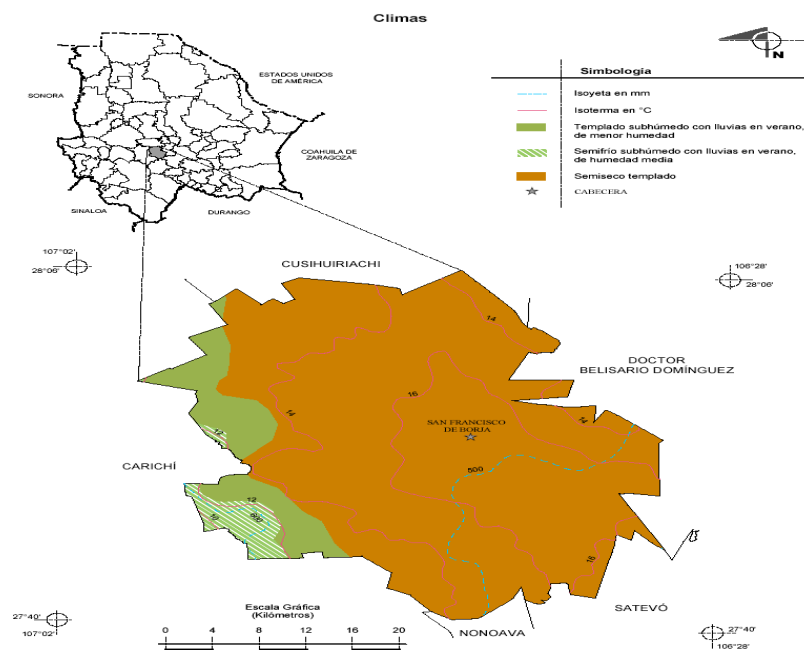 Climas
N
ESTADOS UNIDOS
DE AMÉRICA
SONORA
COAHUILA DE
ZARAGOZA
SINALOA
DURANGO
Simbología
Isoyeta en mm
Isoterma en °C
Templado subhúmedo con lluvias en verano,
de menor humedad
Semifrío subhúmedo con lluvias en verano,
de humedad media
Semiseco templado
CABECERA
107°02'
28°06'
106°28'
28°06'
CUSIHUIRIACHI
14
DOCTOR
BELISARIO DOMÍNGUEZ
16
14
14
12
SAN FRANCISCO
DE BORJA
CARICHÍ
500
12
10
600
18
27°40'
107°02'
Escala Gráfica
(Kilómetros)
0 4 8 12 16 20
NONOAVA
SATEVÓ
27°40'
106°28'